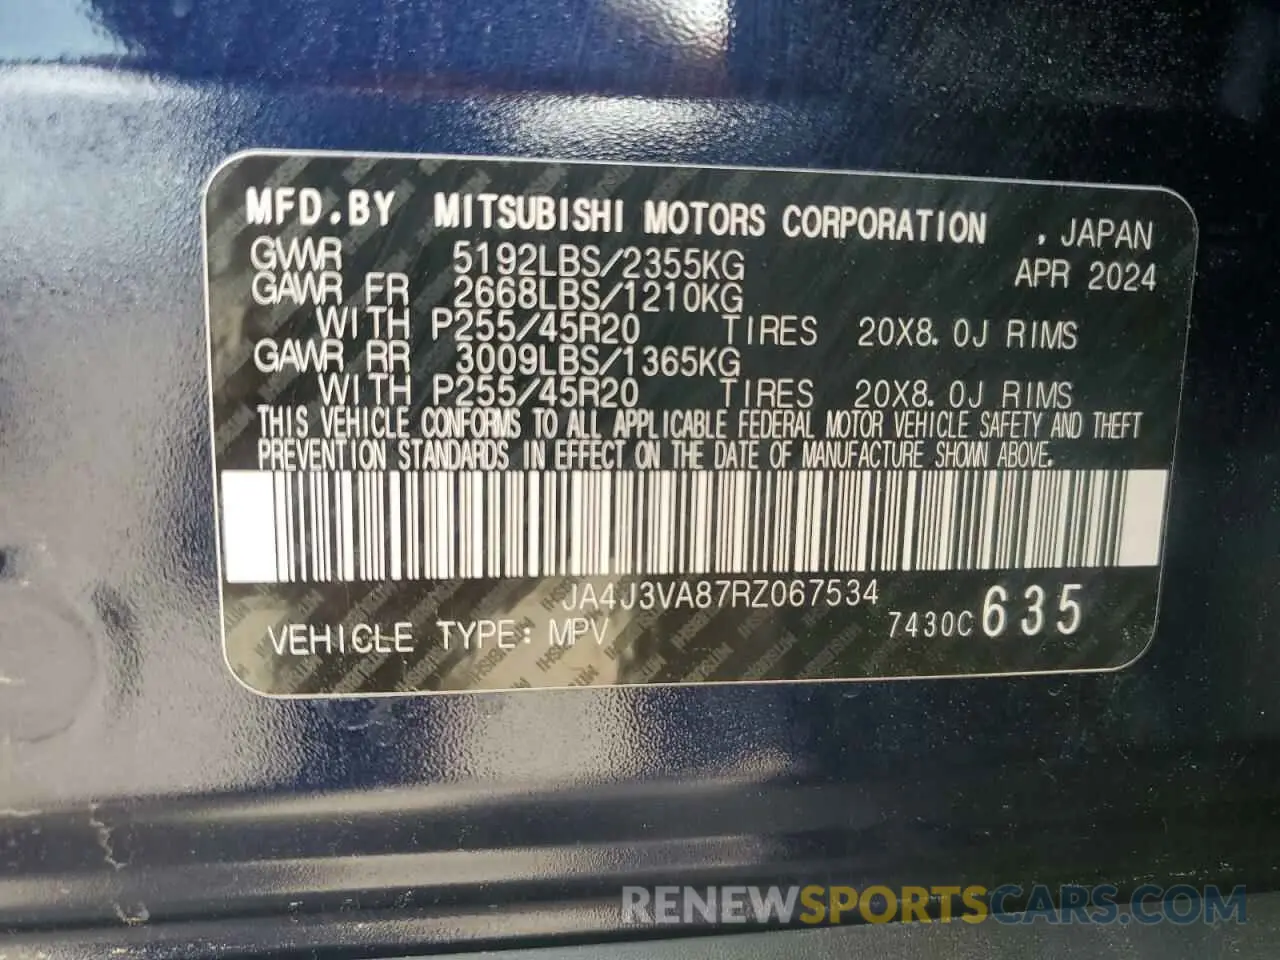 MFD.BY MITSUBISHI MOTORS CORPORATION , JAPAN
GVWR 5192LBS/2355KG APR 2024
GAWR FR 2668LBS/1210KG
WITH P255/45R20 TIRES 20X8.0J RIMS
GAWR RR 3009LBS/1365KG
WITH P255/45R20 TIRES 20X8.0J RIMS
THIS VEHICLE CONFORMS TO ALL APPLICABLE FEDERAL MOTOR VEHICLE SAFETY AND THEFT
PREVENTION STANDARDS IN EFFECT ON THE DATE OF MANUFACTURE SHOWN ABOVE.
JA4J3VA87RZ067534
VEHICLE TYPE: MPV 7430C 635
RENEWSPORTSCARS.COM